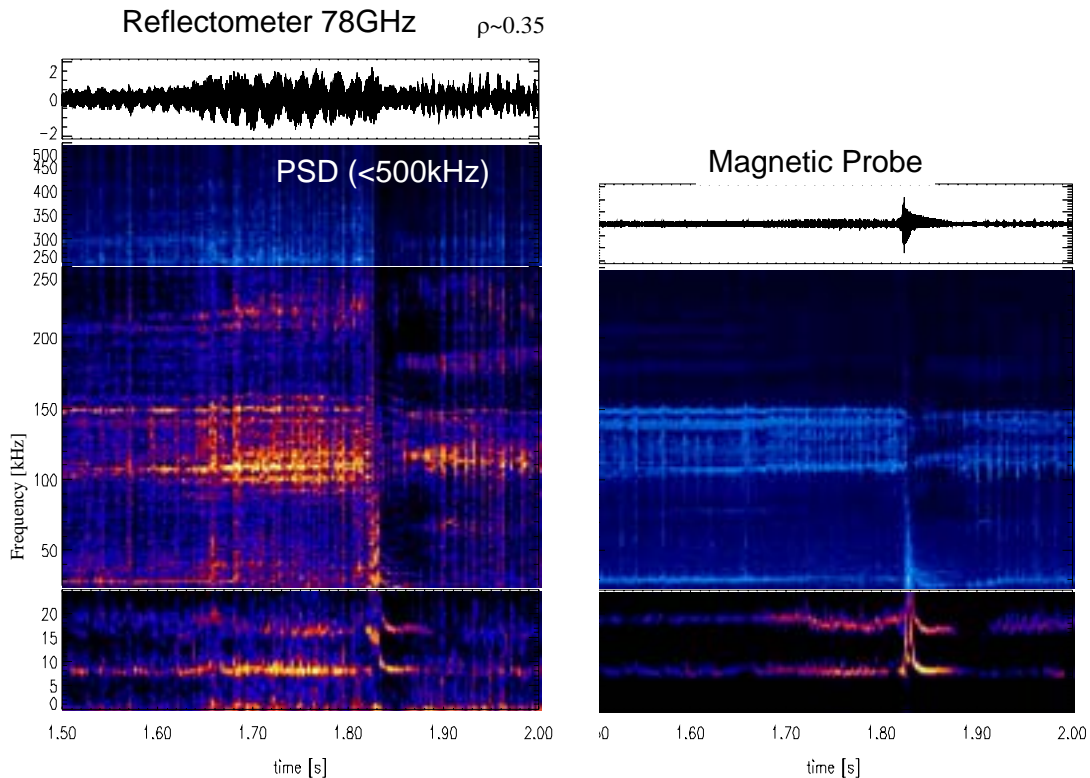 Reflectometer 78GHz ρ~0.35
2
0
-2
500
450
400
350
300
250
PSD (<500kHz)
250
200
150
100
50
Frequency [kHz]
20
15
10
5
0
1.50 1.60 1.70 1.80 1.90 2.00
time [s]
Magnetic Probe
50 1.60 1.70 1.80 1.90 2.00
time [s]